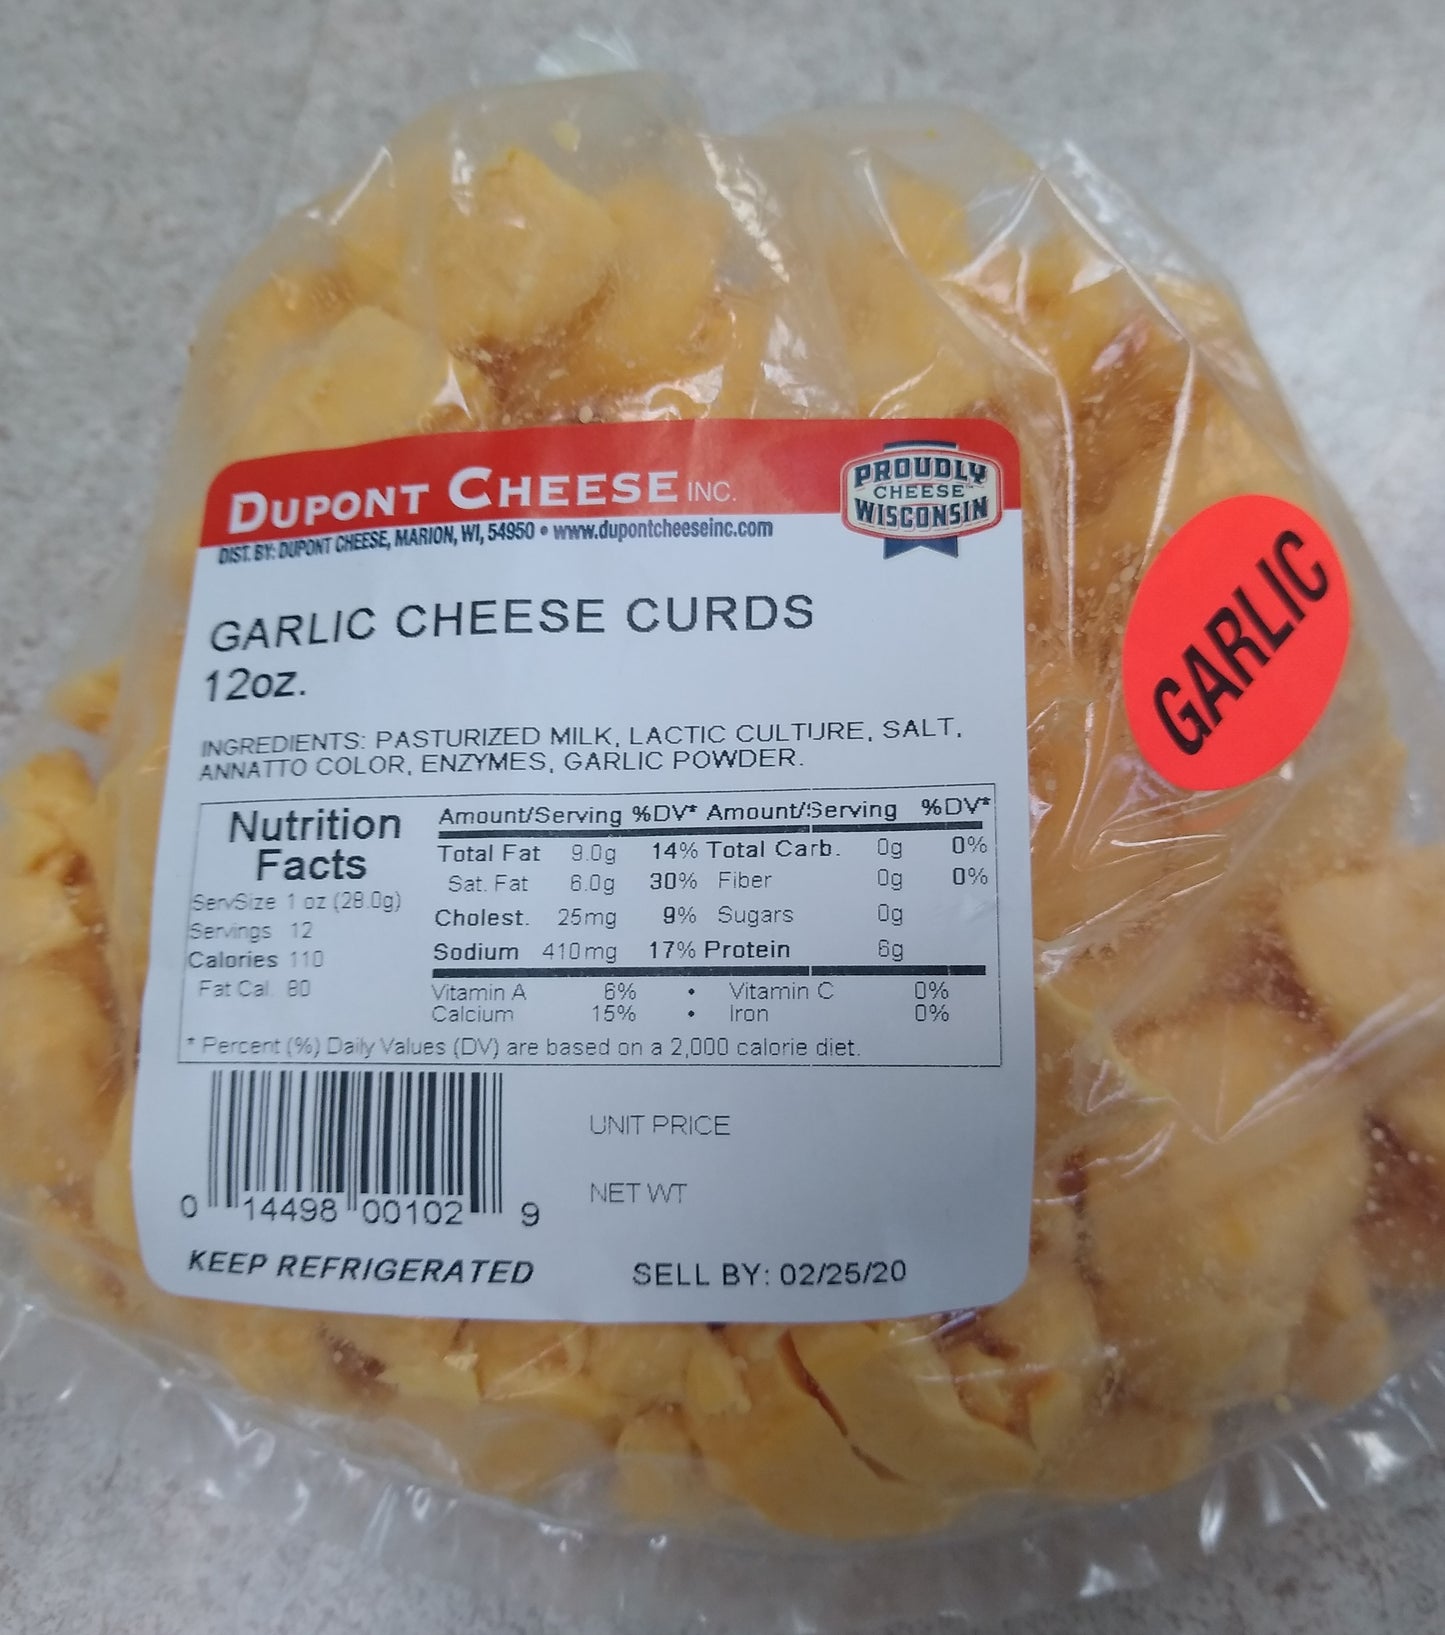 DUPONT CHEESE INC.
DIST. BY: DUPONT CHEESE, MARION, WI, 54950 • www.dupontcheeseinc.com
PROUDLY
WISCONSIN
CHEESE™
GARLIC CHEESE CURDS
12oz.
GARLIC
INGREDIENTS: PASTURIZED MILK, LACTIC CULTURE, SALT,
ANNATTO COLOR, ENZYMES, GARLIC POWDER.
Nutrition
Facts
ServSize 1 oz (28.0g)
Servings 12
Calories 110
Fat Cal. 80
Amount/Serving %DV* Amount/Serving %DV*
Total Fat 9.0g 14% Total Carb. 0g 0%
Sat. Fat 6.0g 30% Fiber 0g 0%
Cholest. 25mg 9% Sugars 0g
Sodium 410mg 17% Protein 6g
Vitamin A 6% • Vitamin C 0%
Calcium 15% • Iron 0%
* Percent (%) Daily Values (DV) are based on a 2,000 calorie diet.
UNIT PRICE
NET WT
0 14498 00102 9
KEEP REFRIGERATED
SELL BY: 02/25/20